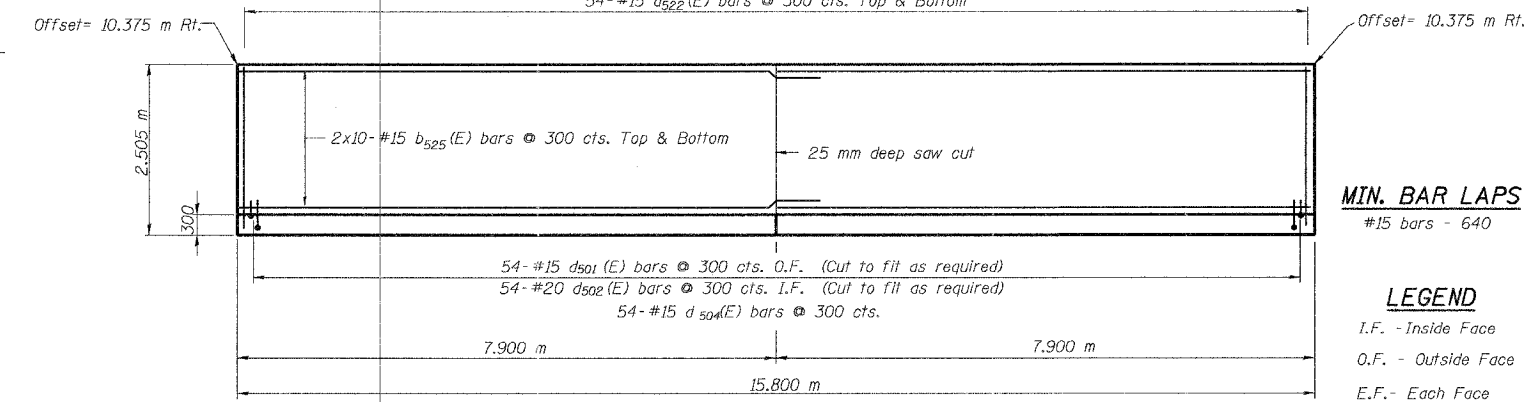 54-#15 d522(E) bars @ 300 cts. Top & Bottom
Offset= 10.375 m Rt.
Offset= 10.375 m Rt.
2.505 m
2x10-#15 b525(E) bars @ 300 cts. Top & Bottom
25 mm deep saw cut
300
MIN. BAR LAPS
#15 bars - 640
54-#15 d501(E) bars @ 300 cts. O.F. (Cut to fit as required)
54-#20 d502(E) bars @ 300 cts. I.F. (Cut to fit as required)
54-#15 d504(E) bars @ 300 cts.
LEGEND
I.F. - Inside Face
O.F. - Outside Face
E.F. - Each Face
7.900 m
7.900 m
15.800 m